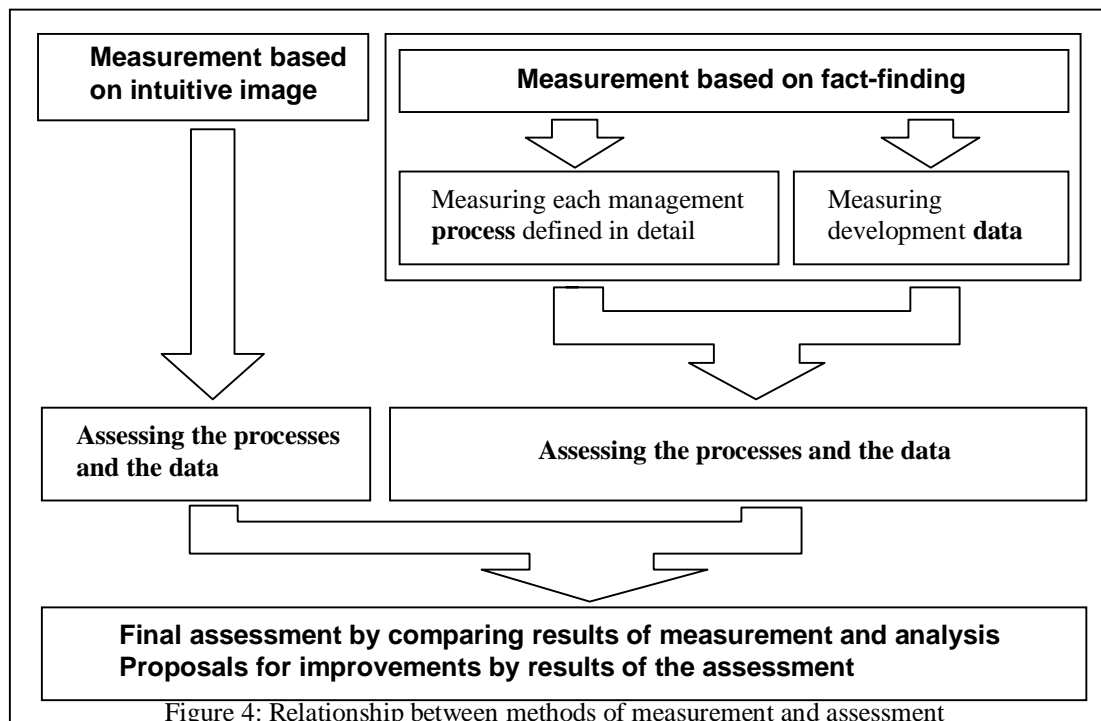 Measurement based
on intuitive image
Measurement based on fact-finding
Measuring each management
process defined in detail
Measuring
development data
Assessing the processes
and the data
Assessing the processes and the data
Final assessment by comparing results of measurement and analysis
Proposals for improvements by results of the assessment
Figure 4: Relationship between methods of measurement and assessment